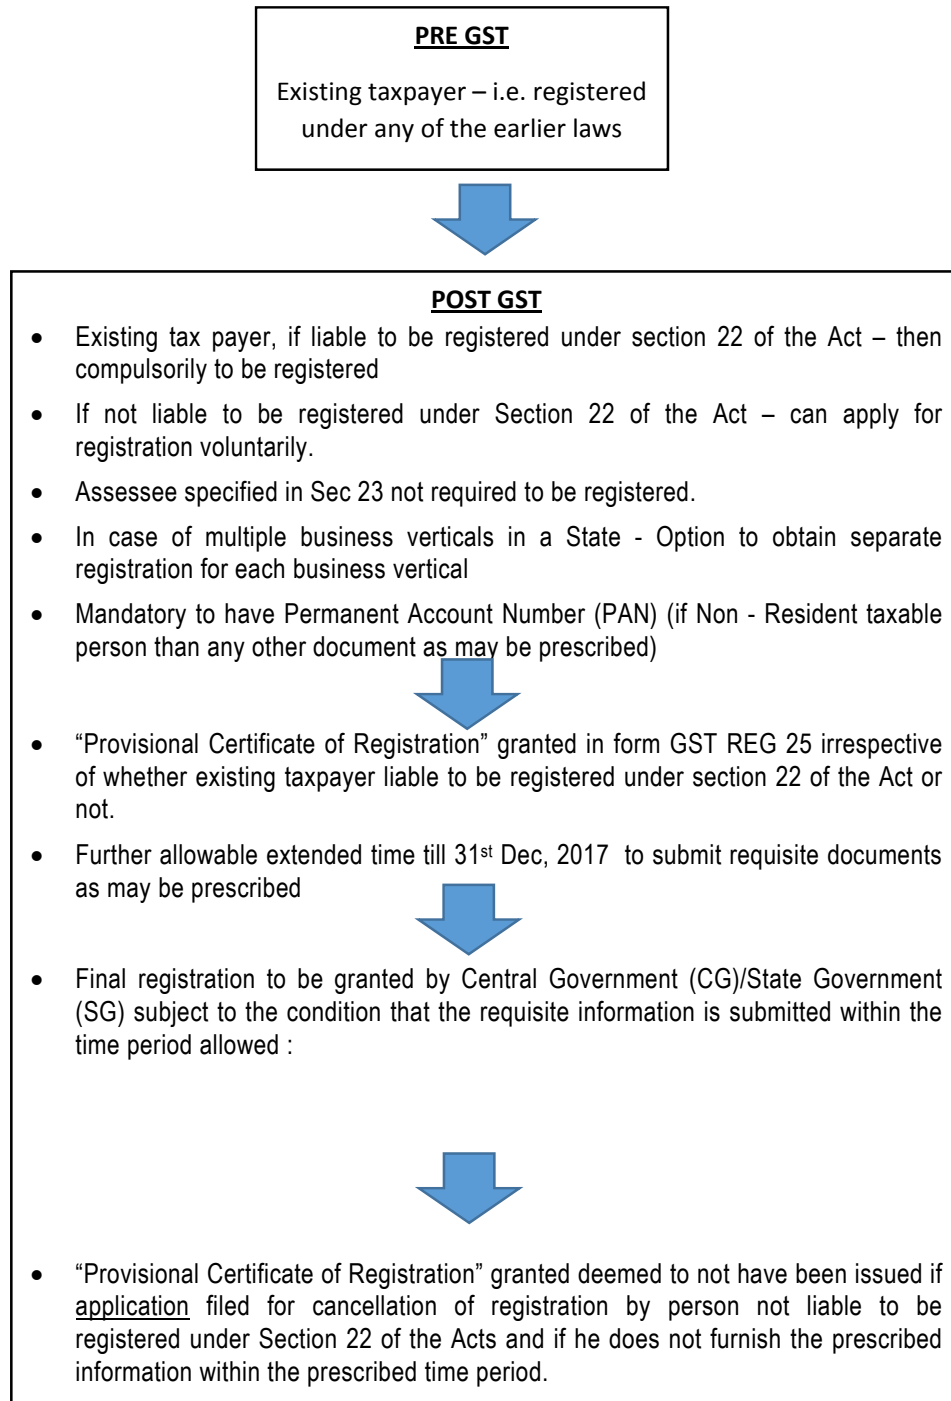 PRE GST
Existing taxpayer – i.e. registered
under any of the earlier laws
POST GST
• Existing tax payer, if liable to be registered under section 22 of the Act – then
compulsorily to be registered
• If not liable to be registered under Section 22 of the Act – can apply for
registration voluntarily.
• Assessee specified in Sec 23 not required to be registered.
• In case of multiple business verticals in a State - Option to obtain separate
registration for each business vertical
• Mandatory to have Permanent Account Number (PAN) (if Non - Resident taxable
person than any other document as may be prescribed)
• “Provisional Certificate of Registration” granted in form GST REG 25 irrespective
of whether existing taxpayer liable to be registered under section 22 of the Act or
not.
• Further allowable extended time till 31st Dec, 2017 to submit requisite documents
as may be prescribed
• Final registration to be granted by Central Government (CG)/State Government
(SG) subject to the condition that the requisite information is submitted within the
time period allowed :
• “Provisional Certificate of Registration” granted deemed to not have been issued if
application filed for cancellation of registration by person not liable to be
registered under Section 22 of the Acts and if he does not furnish the prescribed
information within the prescribed time period.